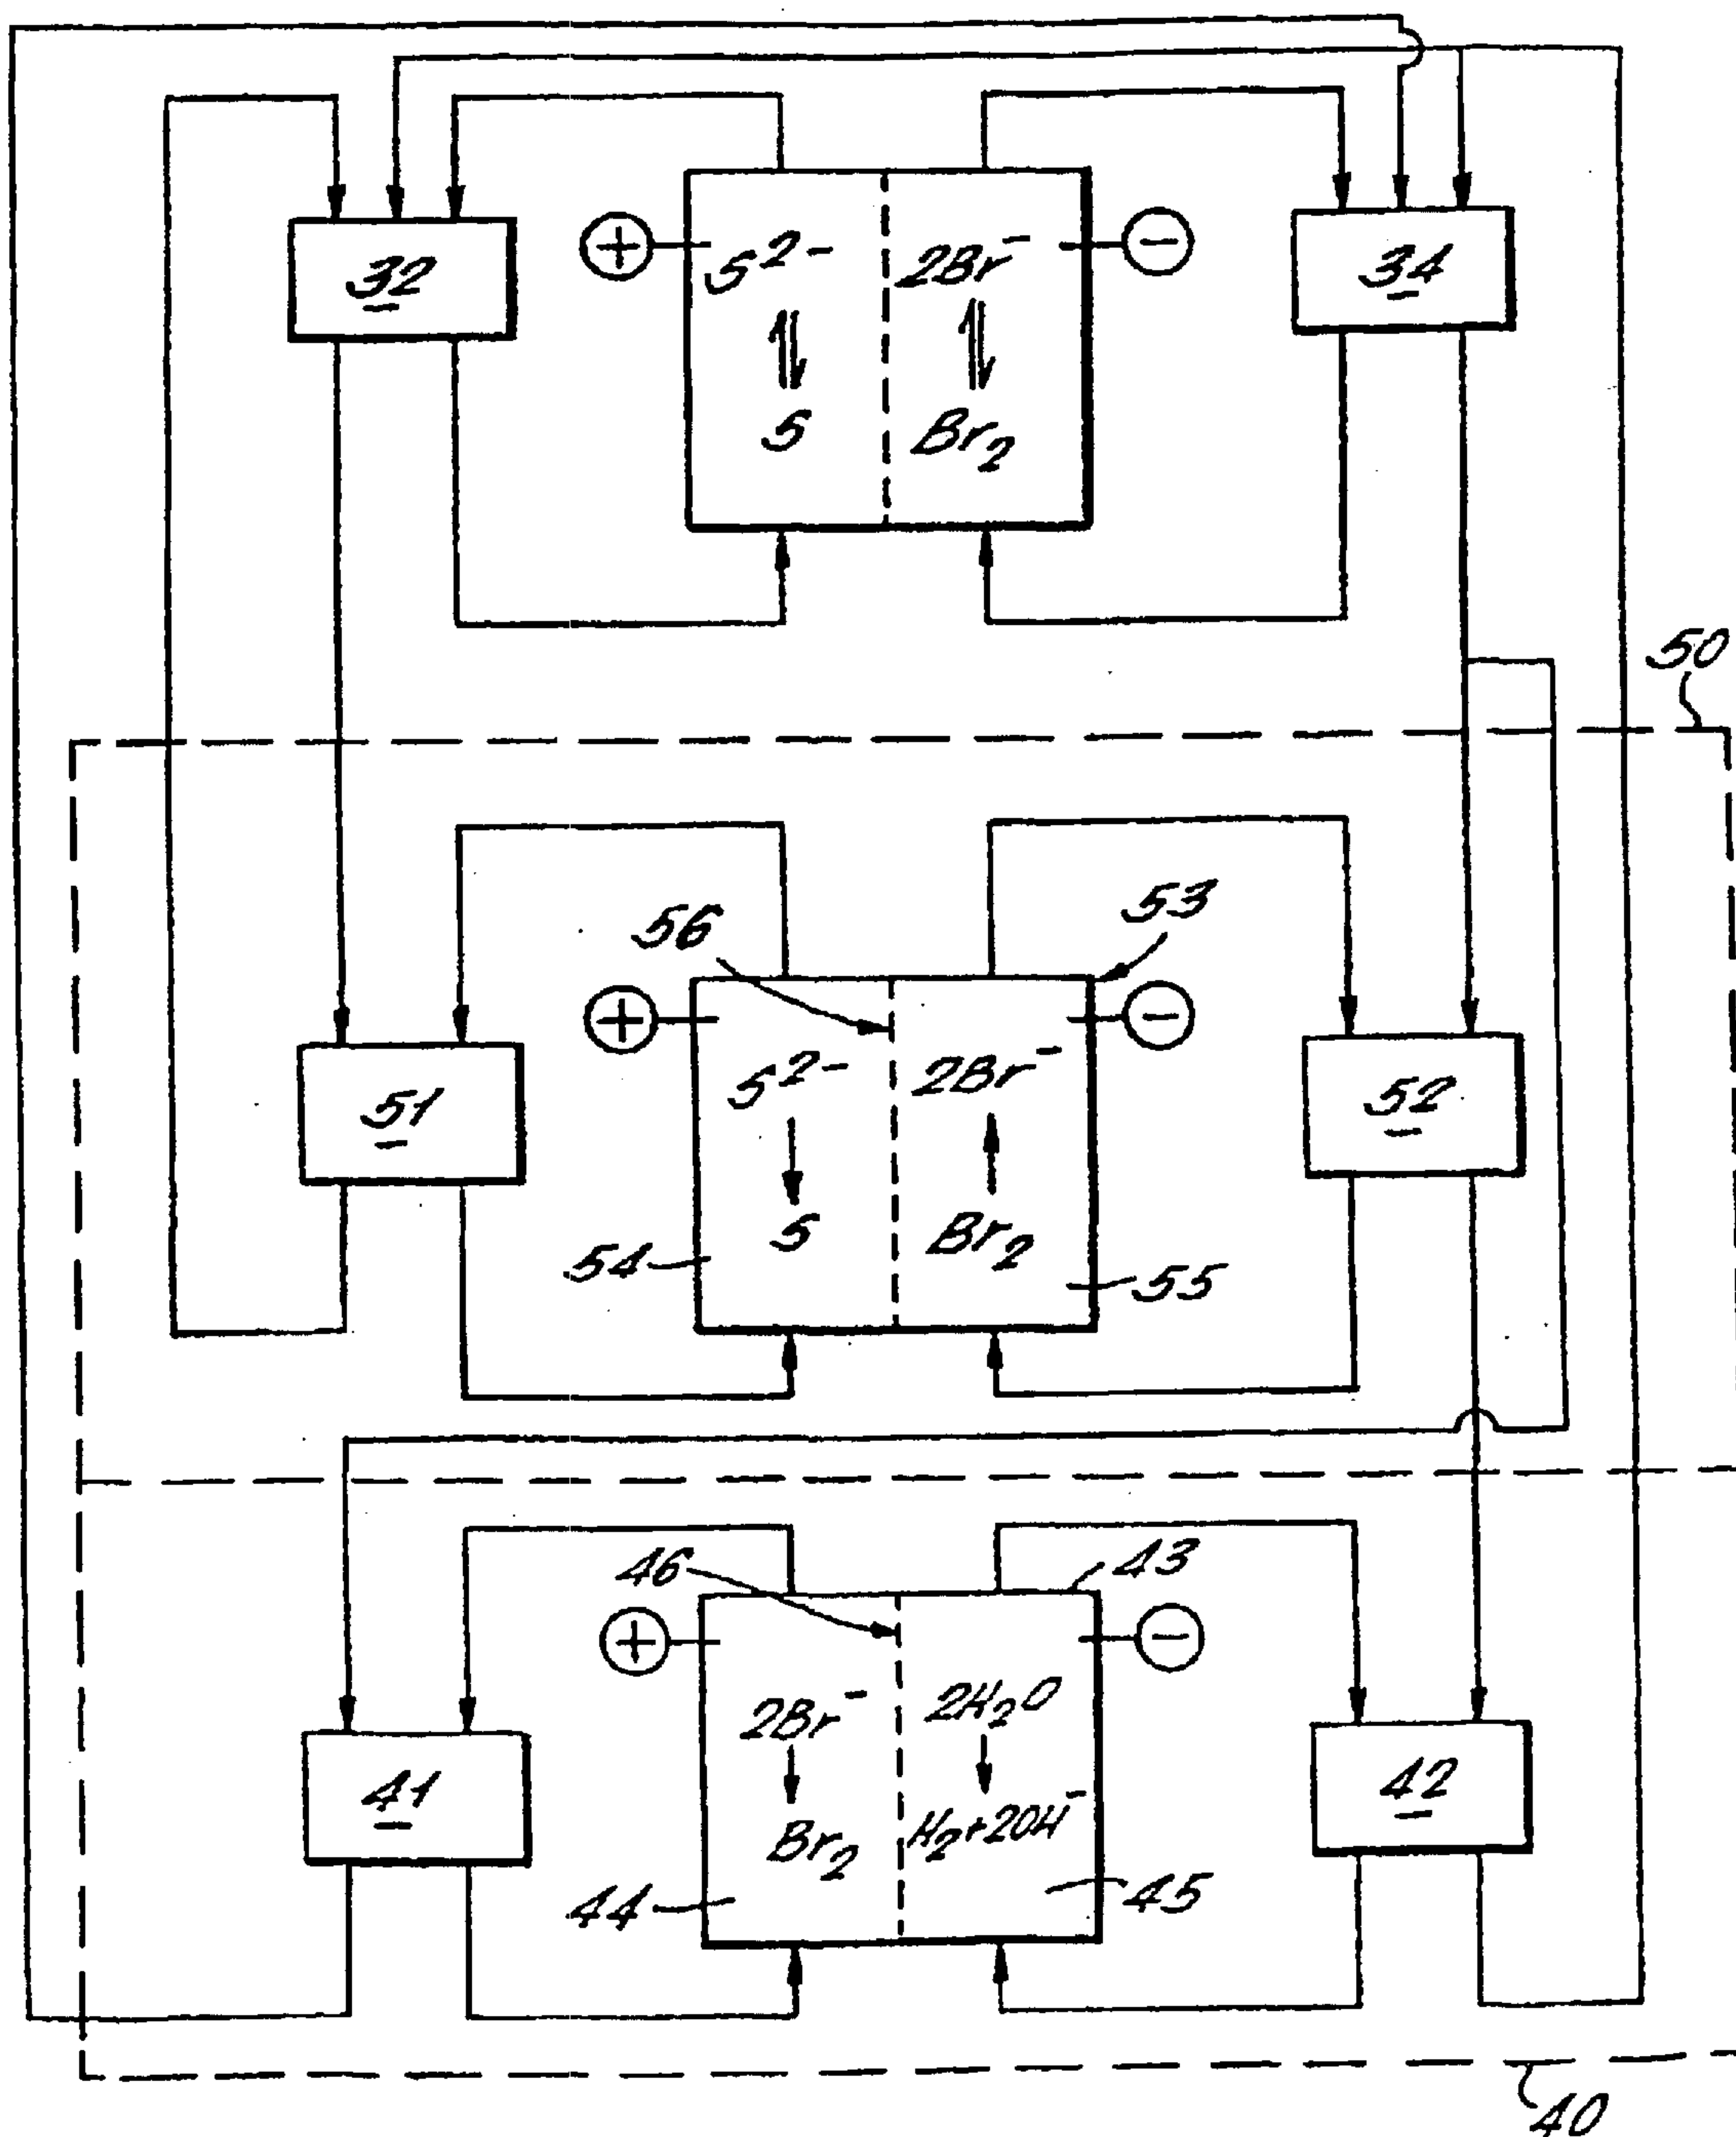 32
+
S²⁻
⇌
S
2Br⁻
⇌
Br₂
−
34
50
56
53
+
−
51
S²⁻
↓
S
2Br⁻
↑
Br₂
52
54
55
46
43
+
−
41
2Br⁻
↓
Br₂
2H₂O
↓
H₂+2OH⁻
42
44
45
40